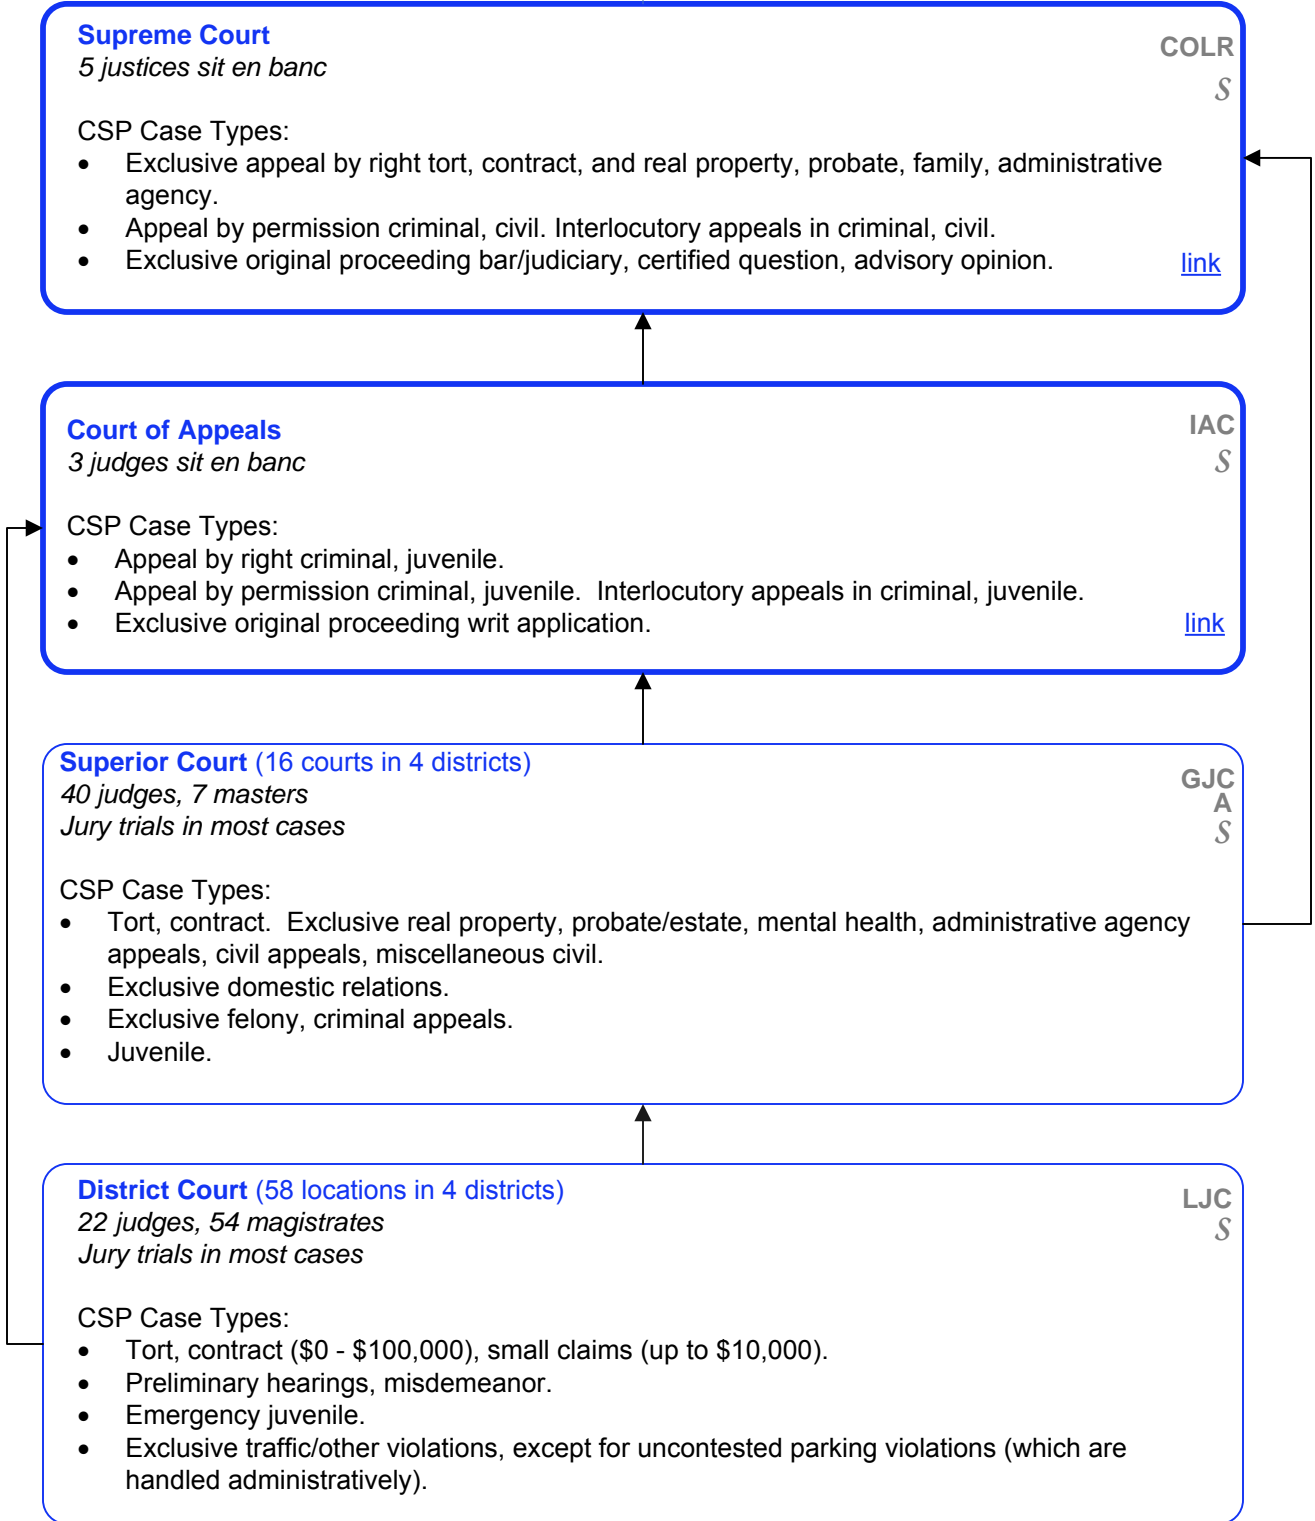 Supreme Court
COLR
5 justices sit en banc
S
CSP Case Types:
• Exclusive appeal by right tort, contract, and real property, probate, family, administrative
agency.
• Appeal by permission criminal, civil. Interlocutory appeals in criminal, civil.
• Exclusive original proceeding bar/judiciary, certified question, advisory opinion.
link
Court of Appeals
IAC
3 judges sit en banc
S
CSP Case Types:
• Appeal by right criminal, juvenile.
• Appeal by permission criminal, juvenile.  Interlocutory appeals in criminal, juvenile.
• Exclusive original proceeding writ application.
link
Superior Court (16 courts in 4 districts)
GJC
40 judges, 7 masters
A
Jury trials in most cases
S
CSP Case Types:
• Tort, contract.  Exclusive real property, probate/estate, mental health, administrative agency
appeals, civil appeals, miscellaneous civil.
• Exclusive domestic relations.
• Exclusive felony, criminal appeals.
• Juvenile.
District Court (58 locations in 4 districts)
LJC
22 judges, 54 magistrates
S
Jury trials in most cases
CSP Case Types:
• Tort, contract ($0 - $100,000), small claims (up to $10,000).
• Preliminary hearings, misdemeanor.
• Emergency juvenile.
• Exclusive traffic/other violations, except for uncontested parking violations (which are
handled administratively).